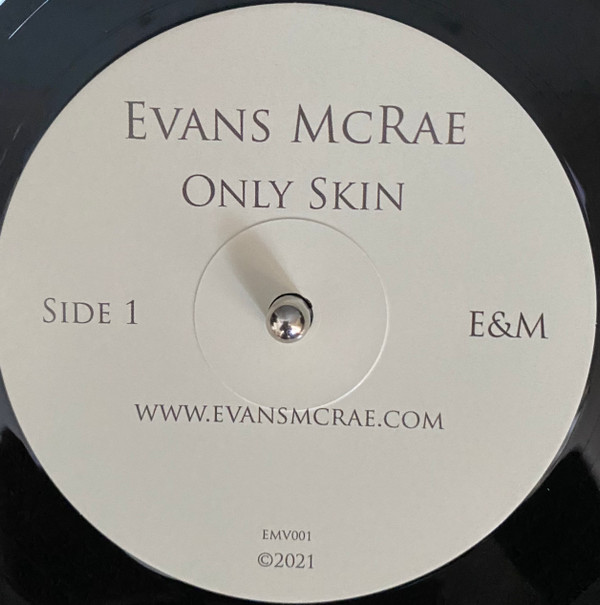 Evans McRae
Only Skin
Side 1
E&M
www.evansmcrae.com
EMV001
©2021